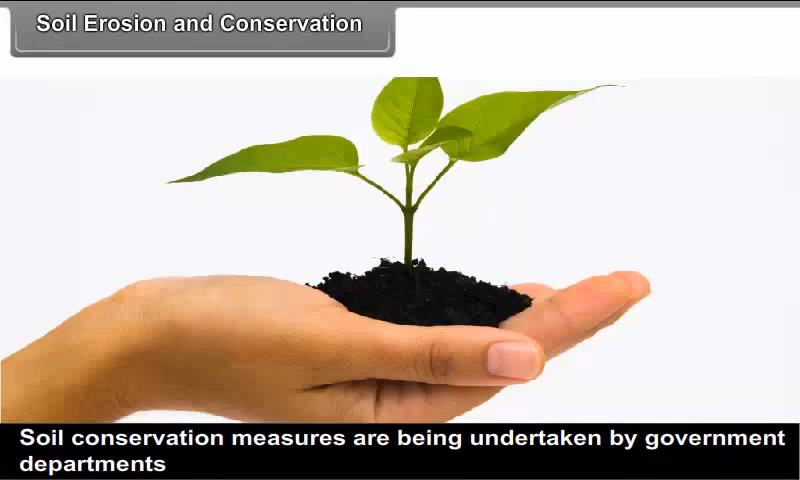 Soil Erosion and Conservation
Soil conservation measures are being undertaken by government
departments